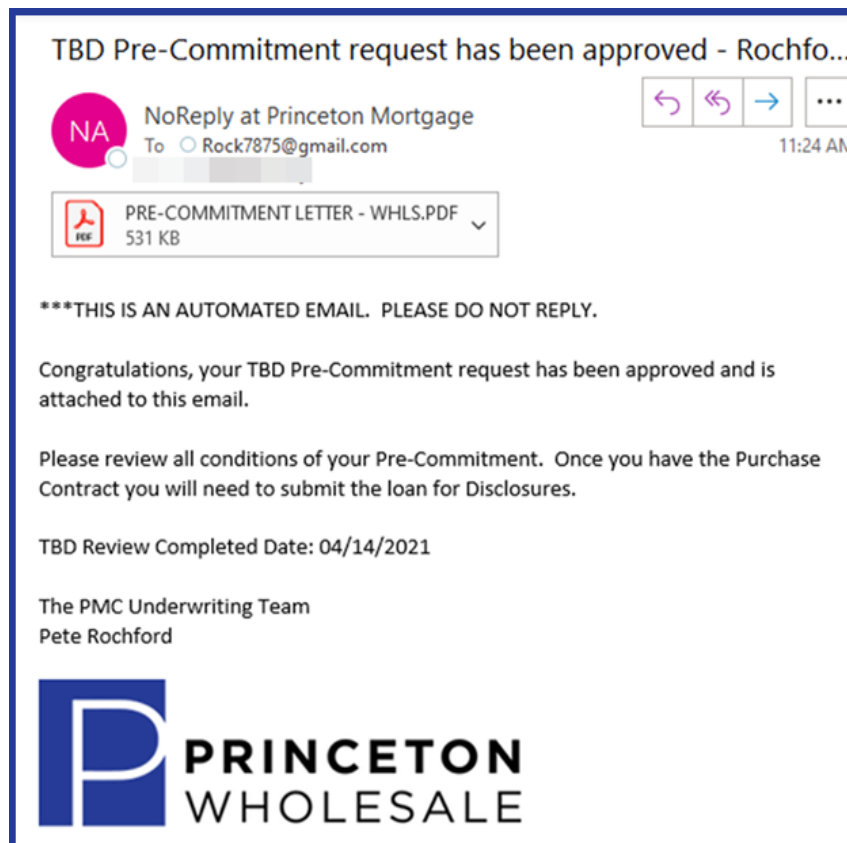 TBD Pre-Commitment request has been approved - Rochfo...
NA
NoReply at Princeton Mortgage
To Rock7875@gmail.com
11:24 AM
PRE-COMMITMENT LETTER - WHLS.PDF
PDF
531 KB
***THIS IS AN AUTOMATED EMAIL. PLEASE DO NOT REPLY.
Congratulations, your TBD Pre-Commitment request has been approved and is
attached to this email.
Please review all conditions of your Pre-Commitment. Once you have the Purchase
Contract you will need to submit the loan for Disclosures.
TBD Review Completed Date: 04/14/2021
The PMC Underwriting Team
Pete Rochford
P
PRINCETON
WHOLESALE